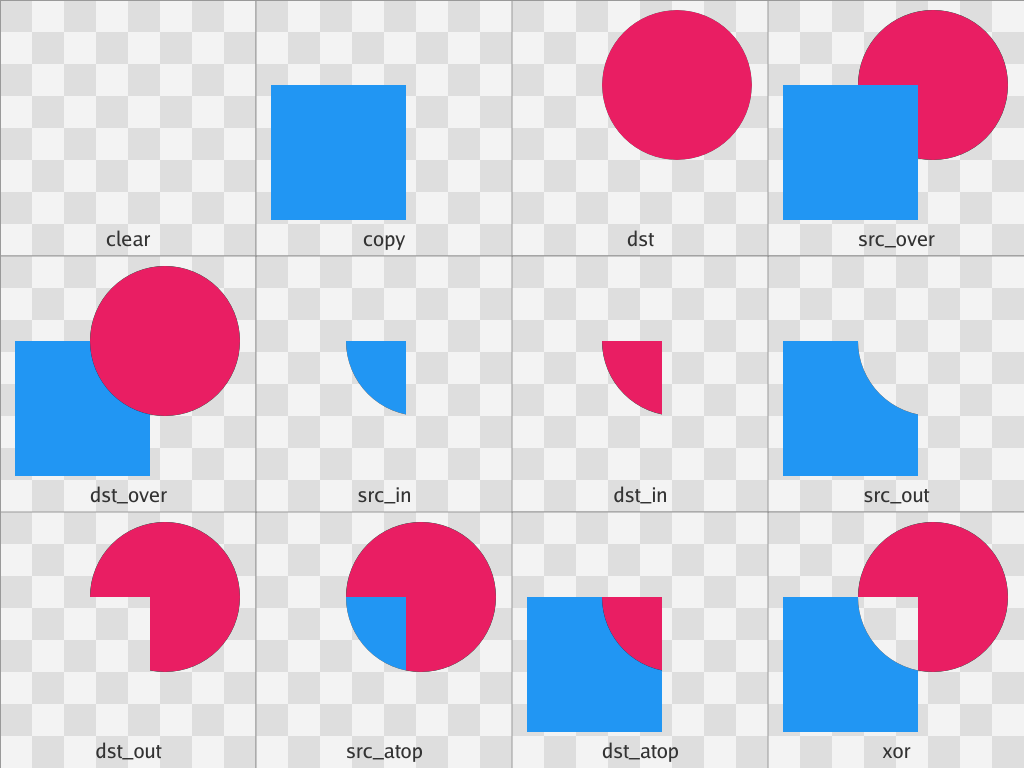 clear
copy
dst
src_over
dst_over
src_in
dst_in
src_out
dst_out
src_atop
dst_atop
xor